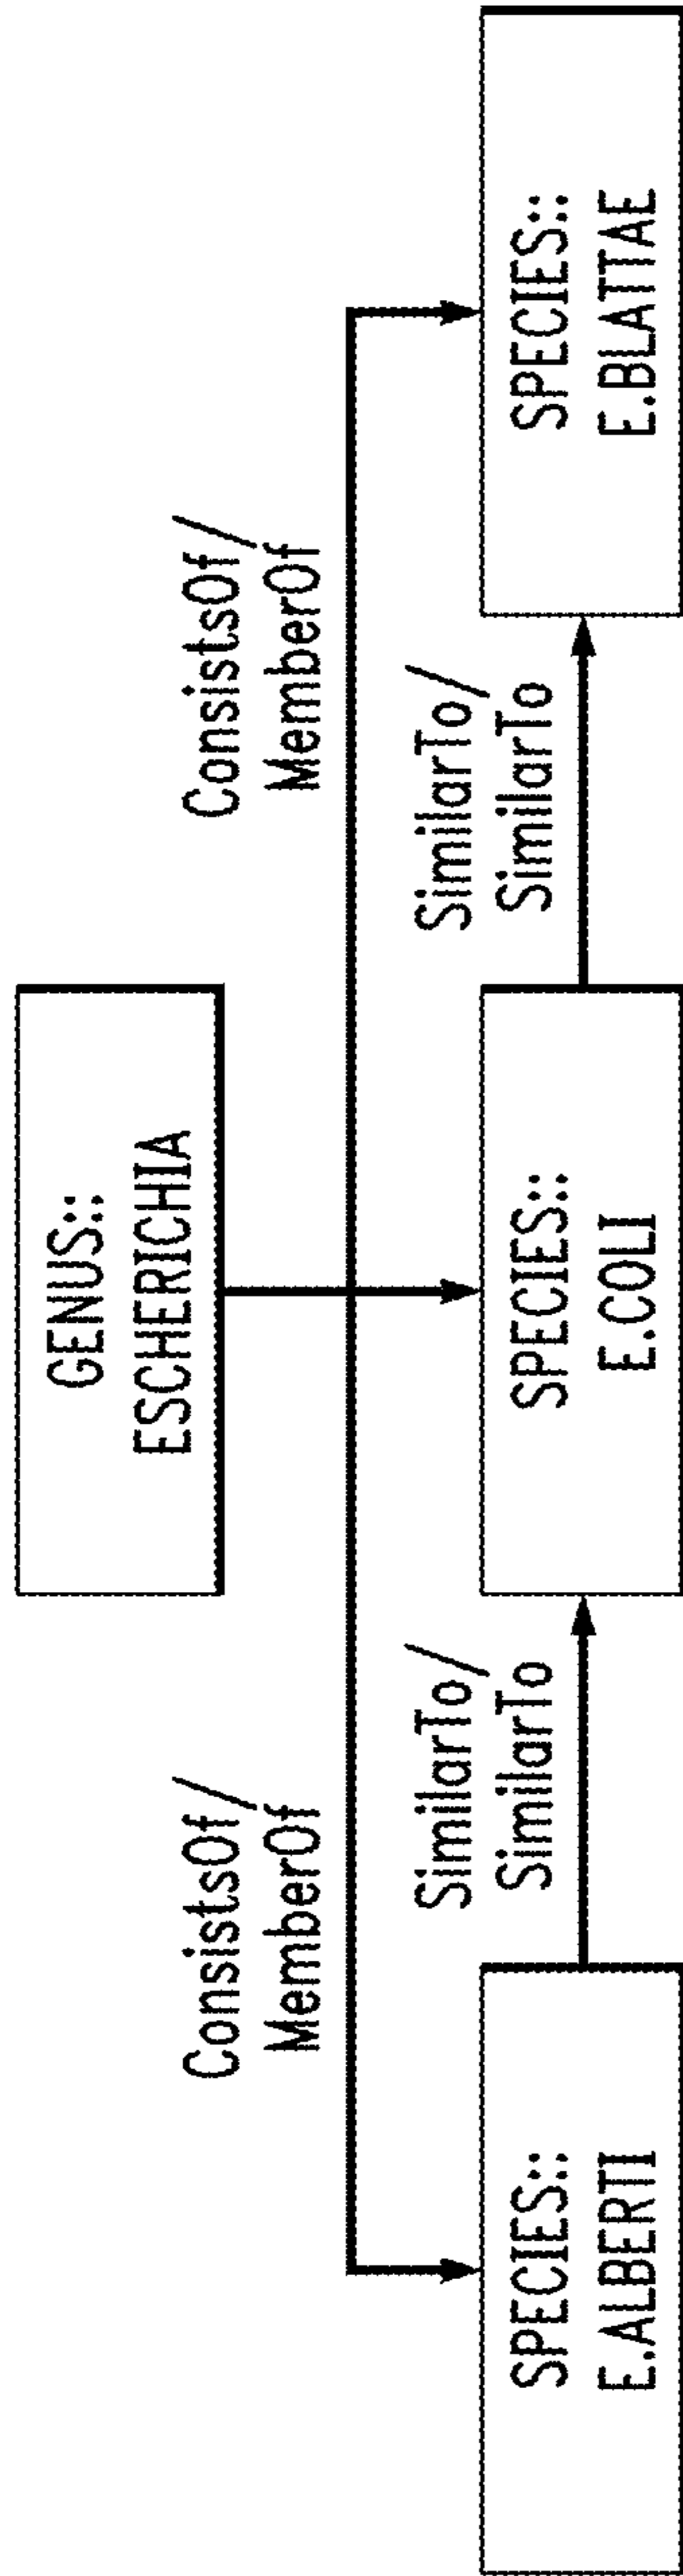 GENUS::
ESCHERICHIA
ConsistsOf/
MemberOf
ConsistsOf/
MemberOf
SimilarTo/
SimilarTo
SimilarTo/
SimilarTo
SPECIES::
E.ALBERTI
SPECIES::
E.COLI
SPECIES::
E.BLATTAE